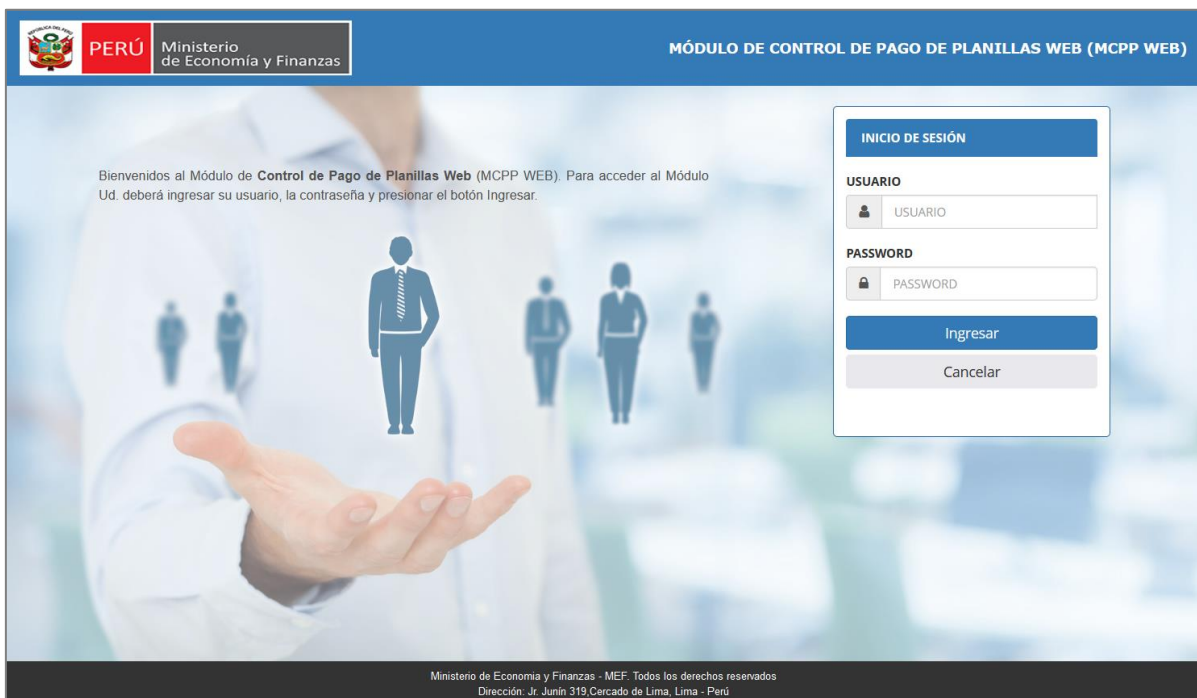 PERÚ
Ministerio
de Economía y Finanzas
MÓDULO DE CONTROL DE PAGO DE PLANILLAS WEB (MCPP WEB)
Bienvenidos al Módulo de Control de Pago de Planillas Web (MCPP WEB). Para acceder al Módulo
Ud. deberá ingresar su usuario, la contraseña y presionar el botón Ingresar.
INICIO DE SESIÓN
USUARIO
USUARIO
PASSWORD
PASSWORD
Ingresar
Cancelar
Ministerio de Economia y Finanzas - MEF. Todos los derechos reservados
Dirección: Jr. Junín 319,Cercado de Lima, Lima - Perú